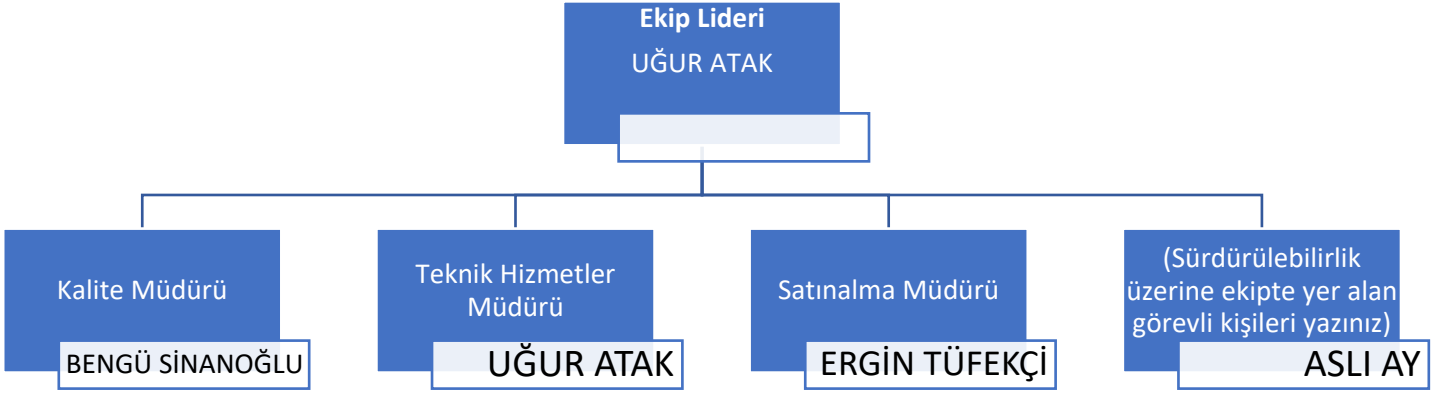 Ekip Lideri
UĞUR ATAK
Kalite Müdürü
BENGÜ SİNANOĞLU
Teknik Hizmetler
Müdürü
UĞUR ATAK
Satınalma Müdürü
ERGİN TÜFEKÇİ
(Sürdürülebilirlik
üzerine ekipte yer alan
görevli kişileri yazınız)
ASLI AY